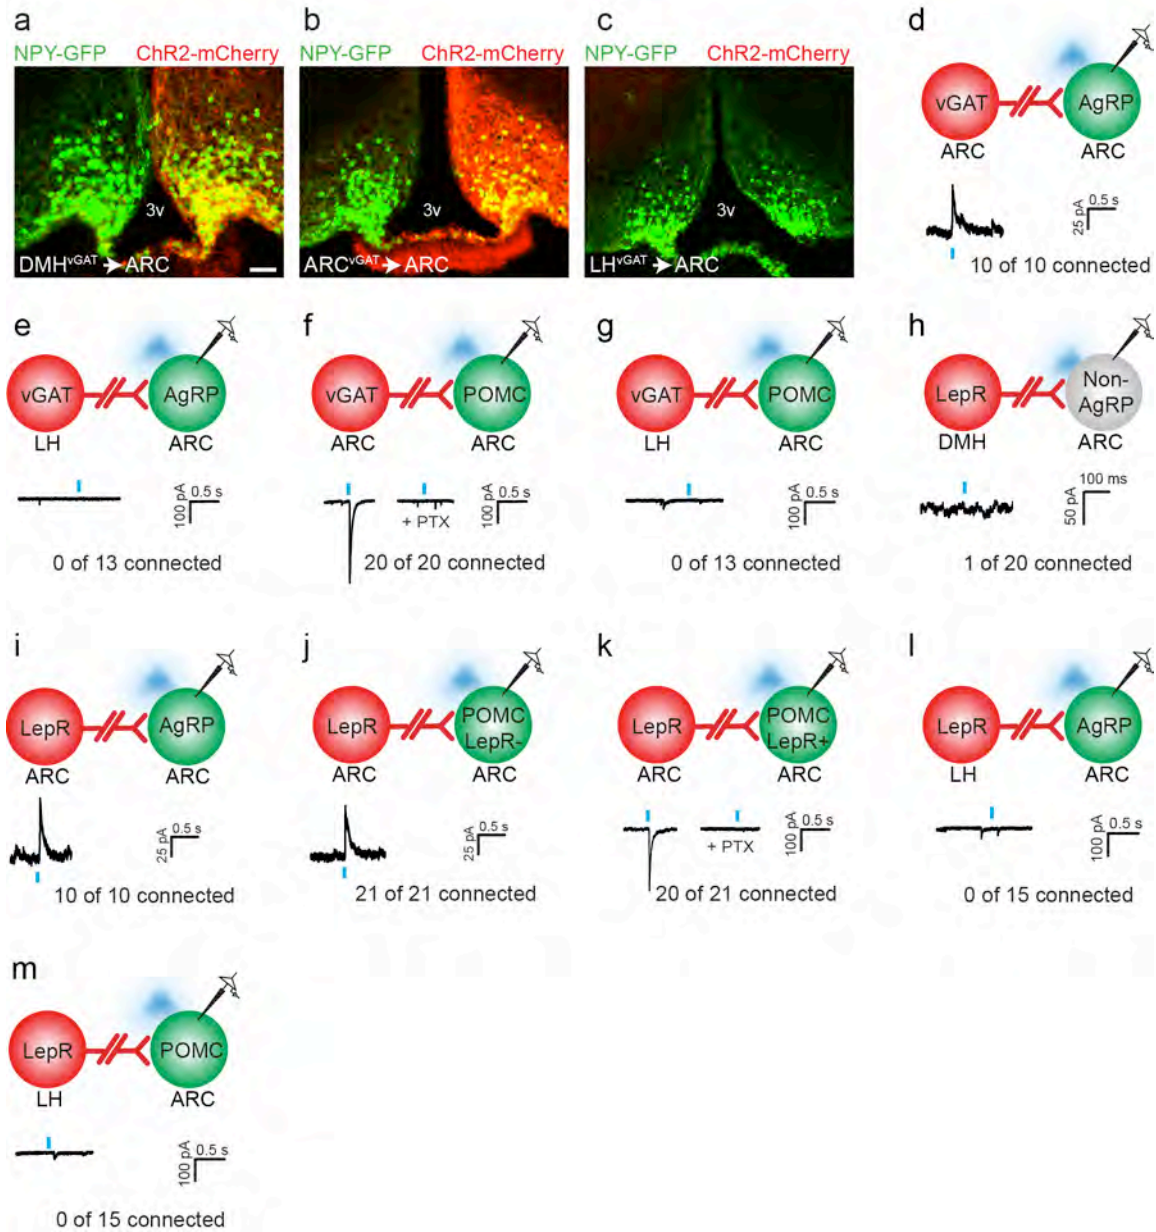 a
NPY-GFP ChR2-mCherry
3v
DMHvGAT ARC
b
NPY-GFP ChR2-mCherry
3v
ARCvGAT ARC
c
NPY-GFP ChR2-mCherry
3v
LHvGAT ARC
d
vGAT AgRP
ARC ARC
25 pA 0.5 s
10 of 10 connected
e
vGAT AgRP
LH ARC
100 pA 0.5 s
0 of 13 connected
f
vGAT POMC
ARC ARC
+ PTX
100 pA 0.5 s
20 of 20 connected
g
vGAT POMC
LH ARC
100 pA 0.5 s
0 of 13 connected
h
LepR Non-
AgRP
DMH ARC
50 pA 100 ms
1 of 20 connected
i
LepR AgRP
ARC ARC
25 pA 0.5 s
10 of 10 connected
j
LepR POMC
LepR-
ARC ARC
25 pA 0.5 s
21 of 21 connected
k
LepR POMC
LepR+
ARC ARC
+ PTX
100 pA 0.5 s
20 of 21 connected
l
LepR AgRP
LH ARC
100 pA 0.5 s
0 of 15 connected
m
LepR POMC
LH ARC
100 pA 0.5 s
0 of 15 connected